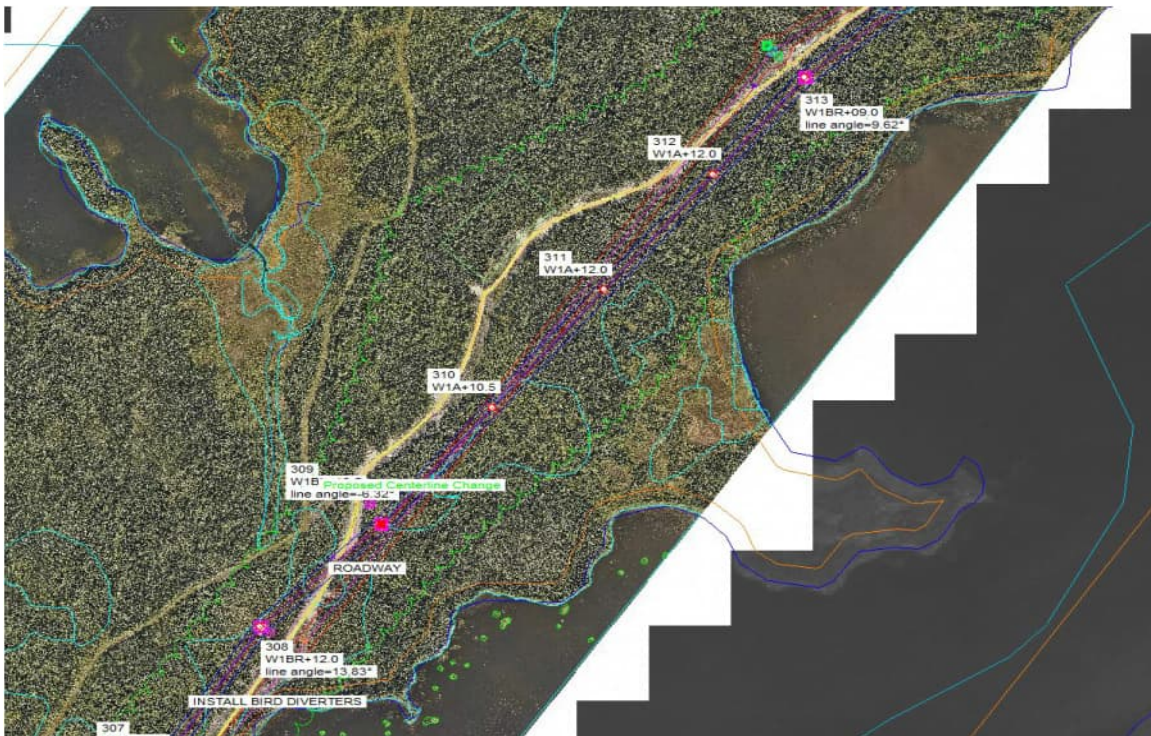 313
W1BR+09.0
line angle=9.62°
312
W1A+12.0
311
W1A+12.0
310
W1A+10.5
309
Proposed Centerline Change
line angle=-6.32°
ROADWAY
308
W1BR+12.0
line angle=13.83°
INSTALL BIRD DIVERTERS
307